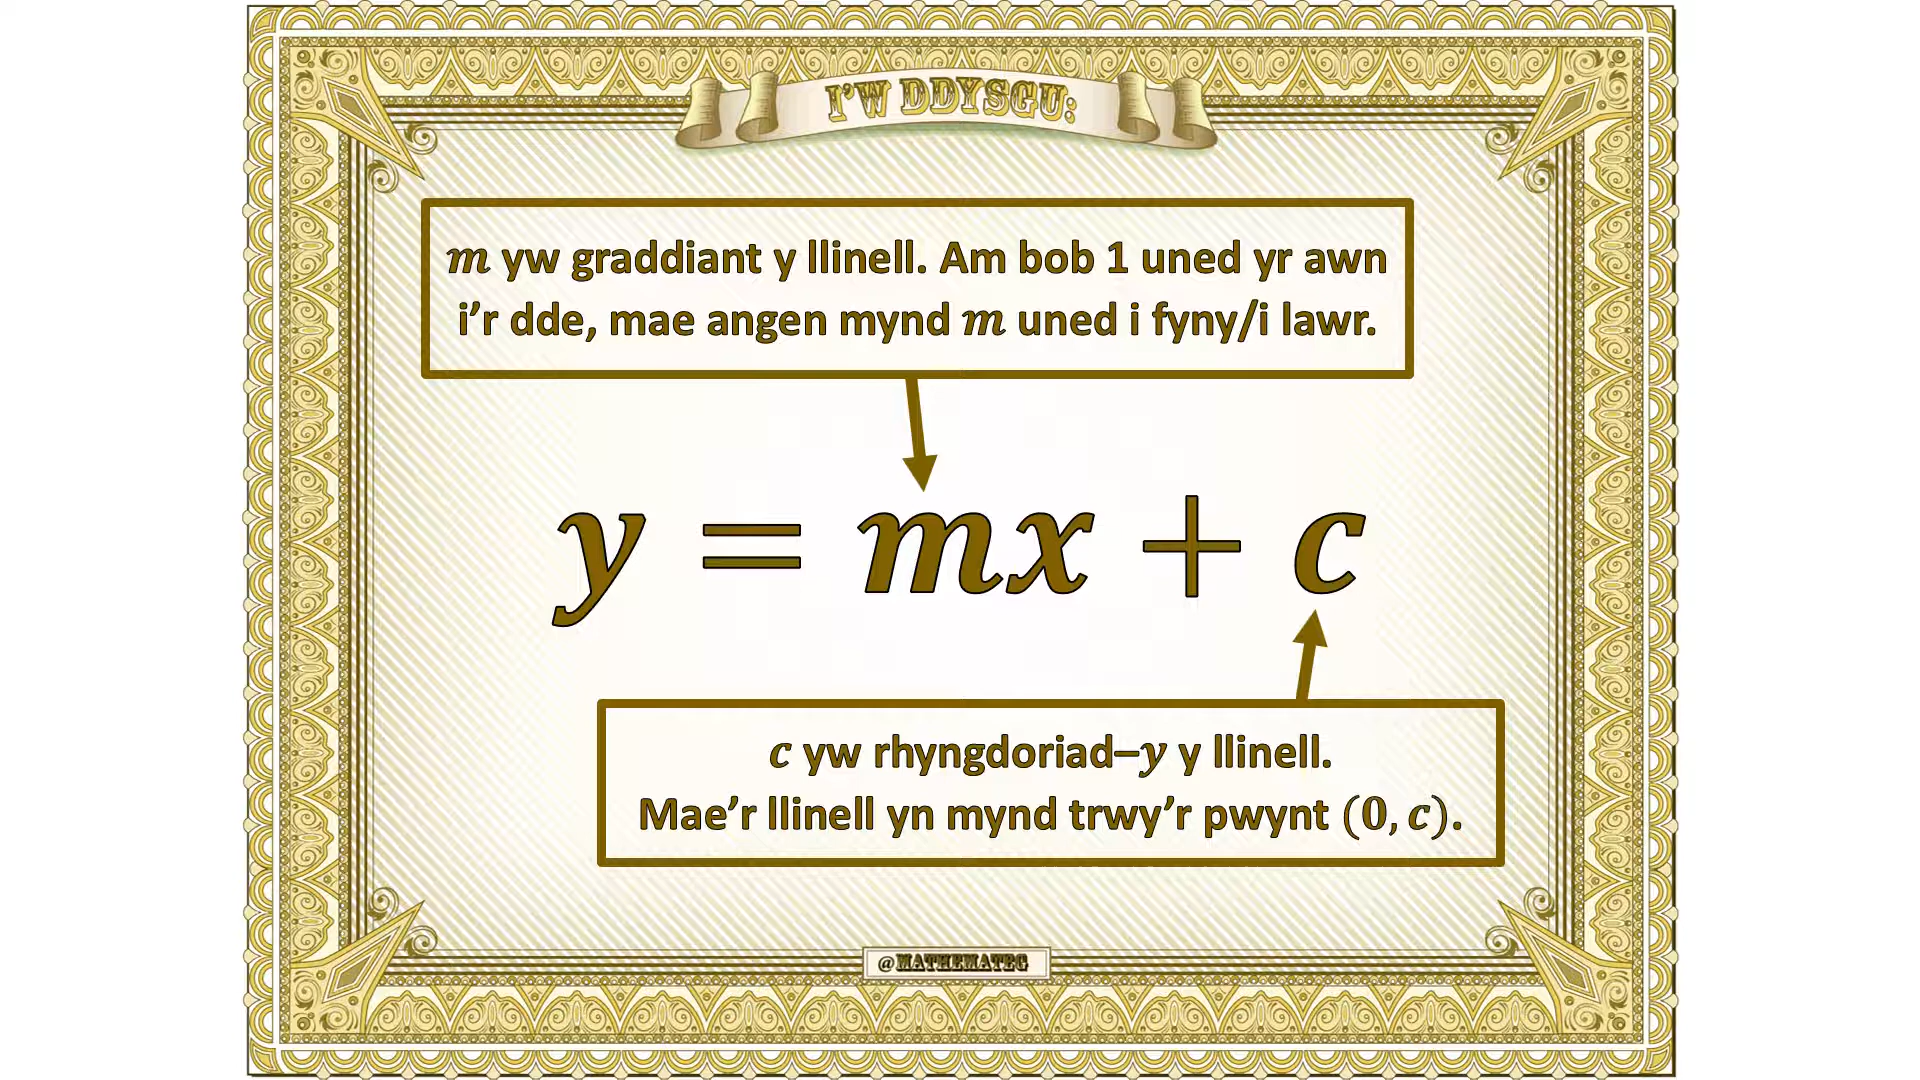 I'W DDYSGU:
m yw graddiant y llinell. Am bob 1 uned yr awn
i’r dde, mae angen mynd m uned i fyny/i lawr.
y = mx + c
c yw rhyngdoriad–y y llinell.
Mae’r llinell yn mynd trwy’r pwynt (0, c).
@MATHEMATEG